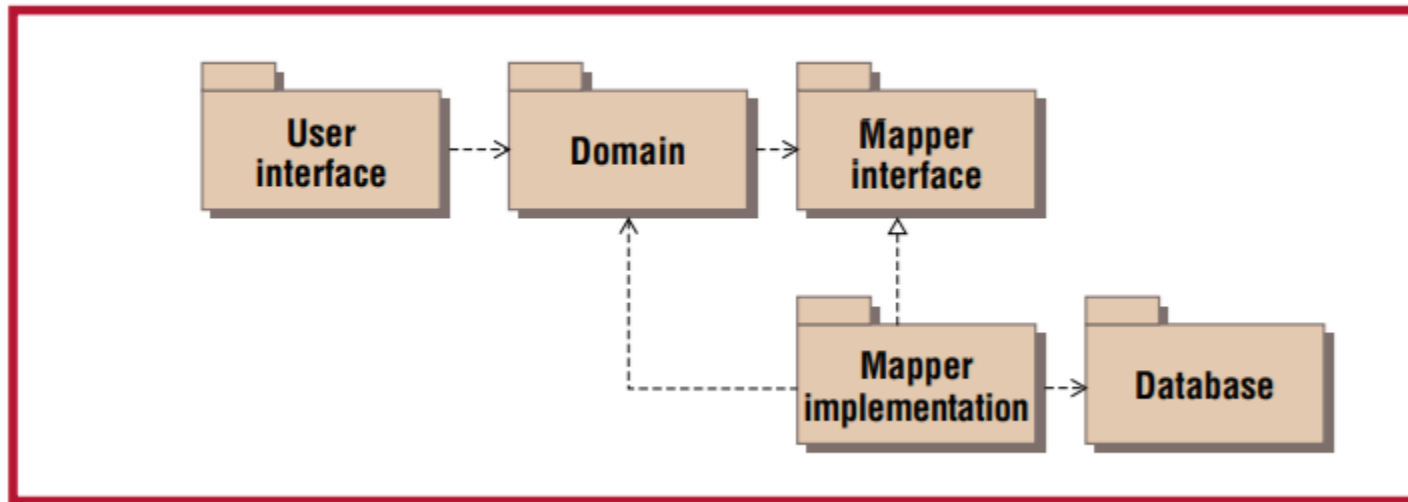 User
interface
Domain
Mapper
interface
Mapper
implementation
Database